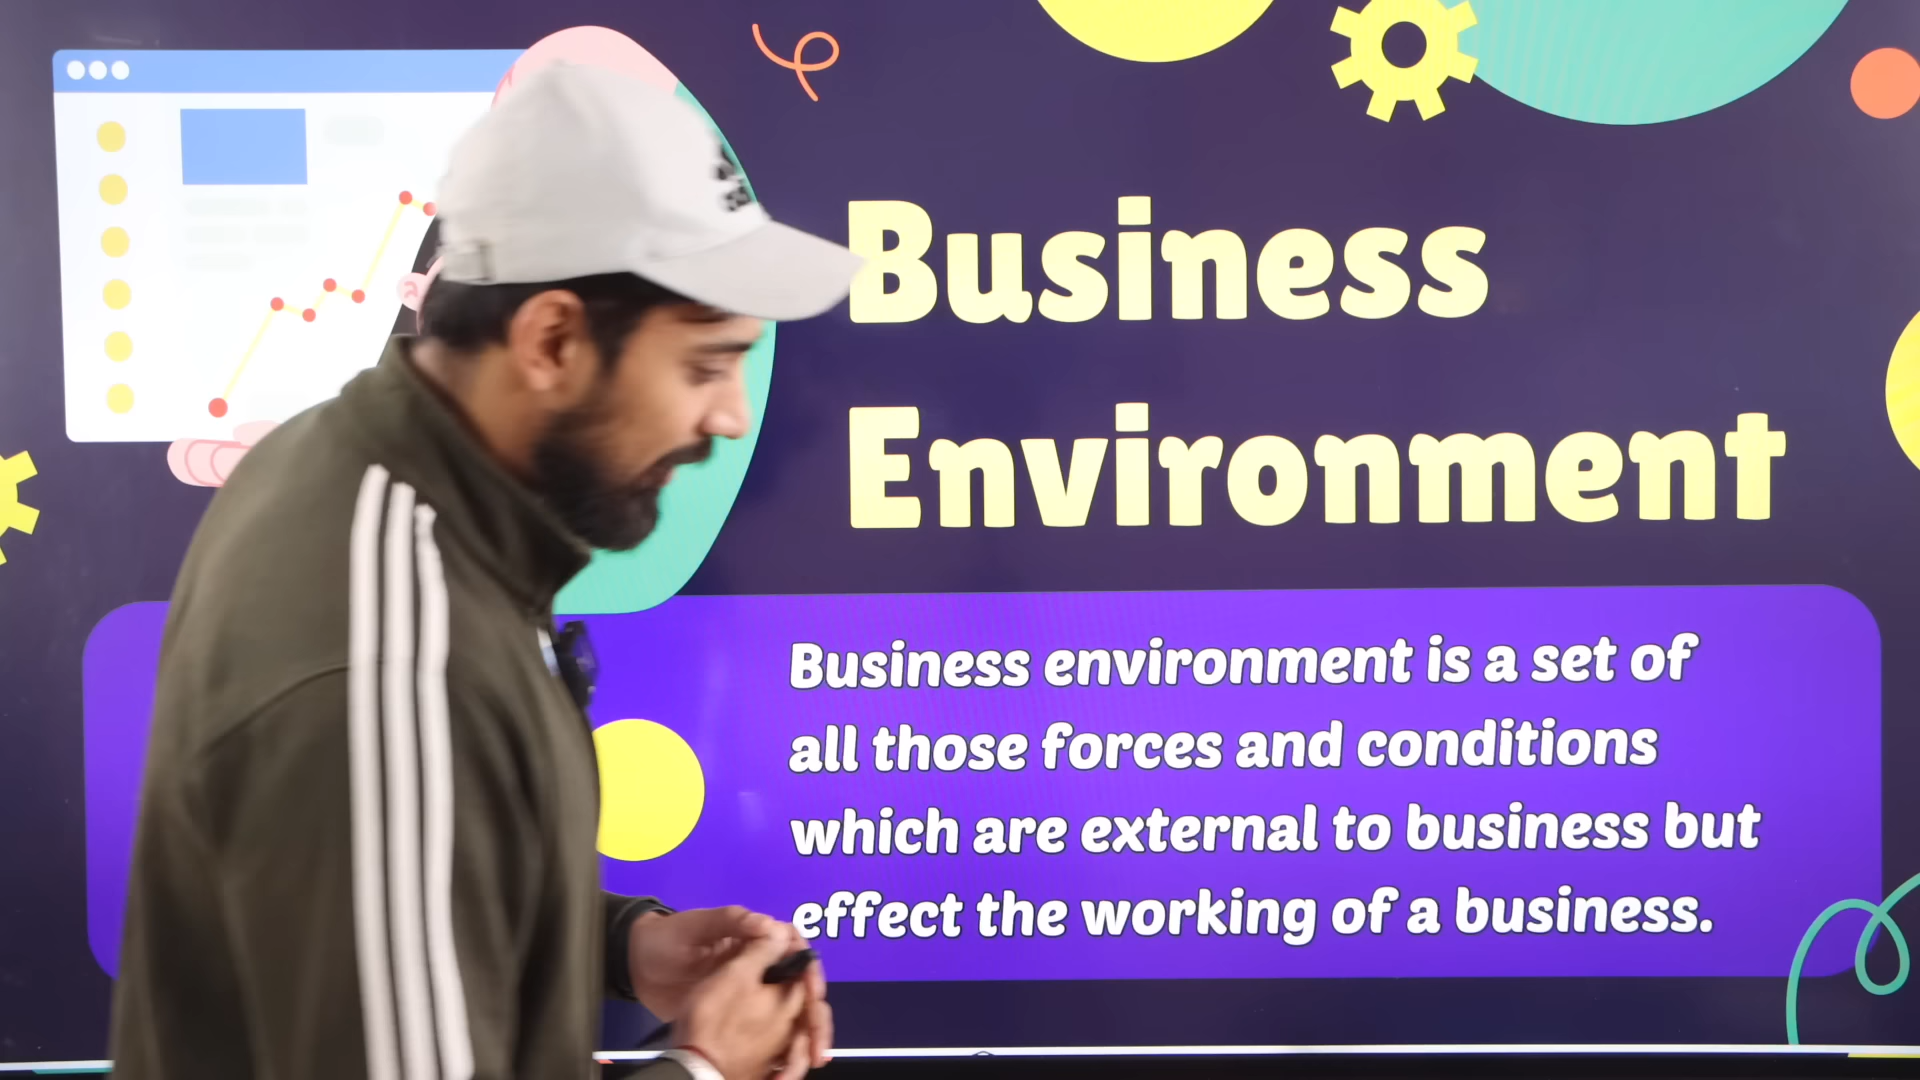 Business
Environment
Business environment is a set of
all those forces and conditions
which are external to business but
effect the working of a business.